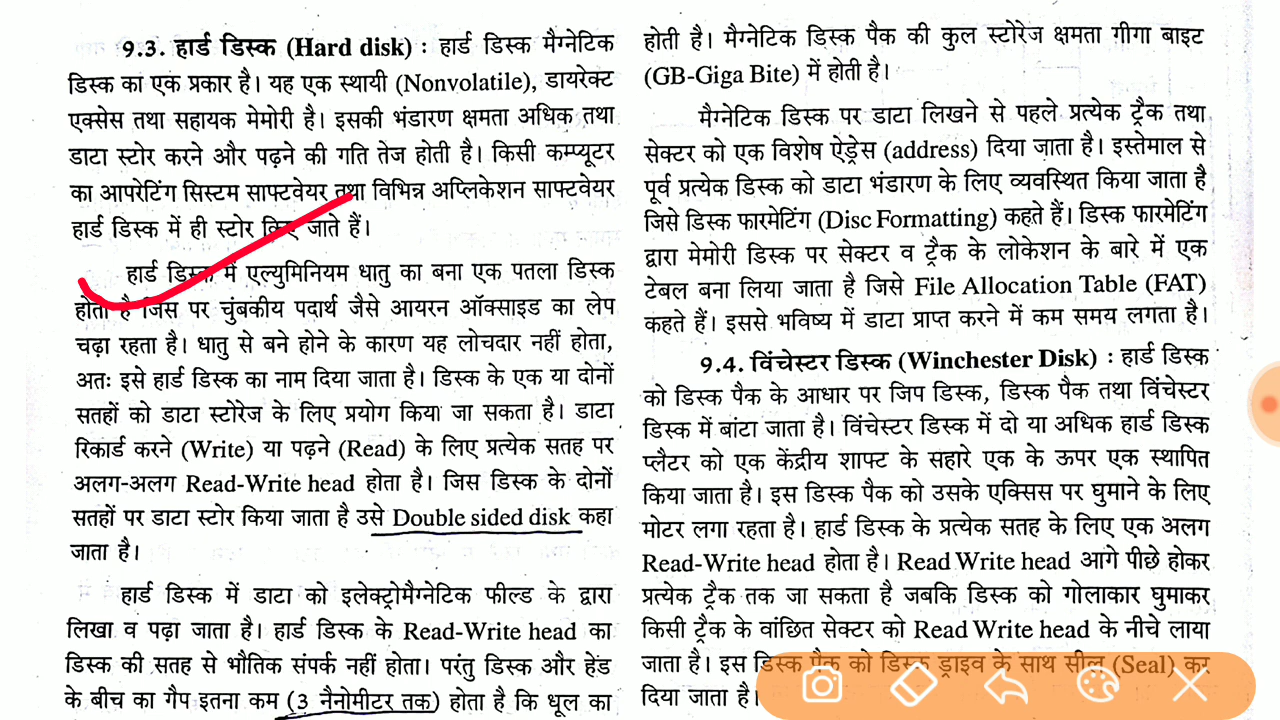 9.3. हार्ड डिस्क (Hard disk) : हार्ड डिस्क मैग्नेटिक
डिस्क का एक प्रकार है। यह एक स्थायी (Nonvolatile), डायरेक्ट
एक्सेस तथा सहायक मेमोरी है। इसकी भंडारण क्षमता अधिक तथा
डाटा स्टोर करने और पढ़ने की गति तेज होती है। किसी कम्प्यूटर
का आपरेटिंग सिस्टम साफ्टवेयर तथा विभिन्न अप्लिकेशन साफ्टवेयर
हार्ड डिस्क में ही स्टोर किए जाते हैं।
हार्ड डिस्क में एल्युमिनियम धातु का बना एक पतला डिस्क
होता है जिस पर चुंबकीय पदार्थ जैसे आयरन ऑक्साइड का लेप
चढ़ा रहता है। धातु से बने होने के कारण यह लोचदार नहीं होता,
अतः इसे हार्ड डिस्क का नाम दिया जाता है। डिस्क के एक या दोनों
सतहों को डाटा स्टोरेज के लिए प्रयोग किया जा सकता है। डाटा
रिकार्ड करने (Write) या पढ़ने (Read) के लिए प्रत्येक सतह पर
अलग-अलग Read-Write head होता है। जिस डिस्क के दोनों
सतहों पर डाटा स्टोर किया जाता है उसे Double sided disk कहा
जाता है।
हार्ड डिस्क में डाटा को इलेक्ट्रोमैग्नेटिक फील्ड के द्वारा
लिखा व पढ़ा जाता है। हार्ड डिस्क के Read-Write head का
डिस्क की सतह से भौतिक संपर्क नहीं होता। परंतु डिस्क और हेड
के बीच का गैप इतना कम (3 नैनोमीटर तक) होता है कि धूल का
होती है। मैग्नेटिक डिस्क पैक की कुल स्टोरेज क्षमता गीगा बाइट
(GB-Giga Bite) में होती है।
मैग्नेटिक डिस्क पर डाटा लिखने से पहले प्रत्येक ट्रैक तथा
सेक्टर को एक विशेष ऐड्रेस (address) दिया जाता है। इस्तेमाल से
पूर्व प्रत्येक डिस्क को डाटा भंडारण के लिए व्यवस्थित किया जाता है
जिसे डिस्क फारमेटिंग (Disc Formatting) कहते हैं। डिस्क फारमेटिंग
द्वारा मेमोरी डिस्क पर सेक्टर व ट्रैक के लोकेशन के बारे में एक
टेबल बना लिया जाता है जिसे File Allocation Table (FAT)
कहते हैं। इससे भविष्य में डाटा प्राप्त करने में कम समय लगता है।
9.4. विंचेस्टर डिस्क (Winchester Disk) : हार्ड डिस्क
को डिस्क पैक के आधार पर जिप डिस्क, डिस्क पैक तथा विंचेस्टर
डिस्क में बांटा जाता है। विंचेस्टर डिस्क में दो या अधिक हार्ड डिस्क
प्लैटर को एक केंद्रीय शाफ्ट के सहारे एक के ऊपर एक स्थापित
किया जाता है। इस डिस्क पैक को उसके एक्सिस पर घुमाने के लिए
मोटर लगा रहता है। हार्ड डिस्क के प्रत्येक सतह के लिए एक अलग
Read-Write head होता है। Read Write head आगे पीछे होकर
प्रत्येक ट्रैक तक जा सकता है जबकि डिस्क को गोलाकार घुमाकर
किसी ट्रैक के वांछित सेक्टर को Read Write head के नीचे लाया
जाता है। इस डिस्क पैक को डिस्क ड्राइव के साथ सील (Seal) कर
दिया जाता है।